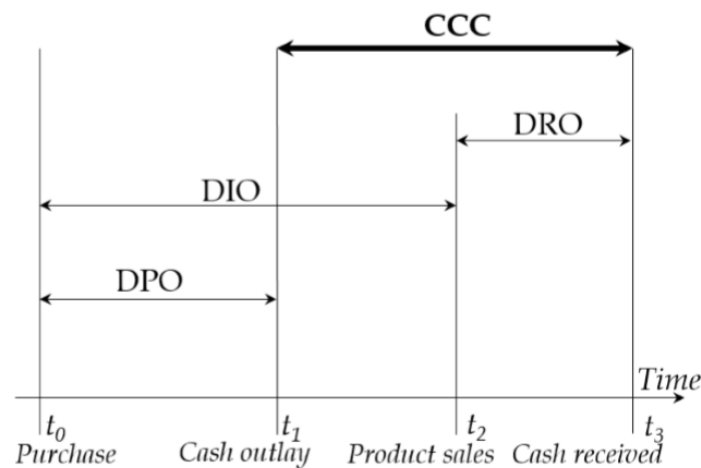 CCC
DRO
DIO
DPO
Time
t0 t1 t2 t3
Purchase Cash outlay Product sales Cash received